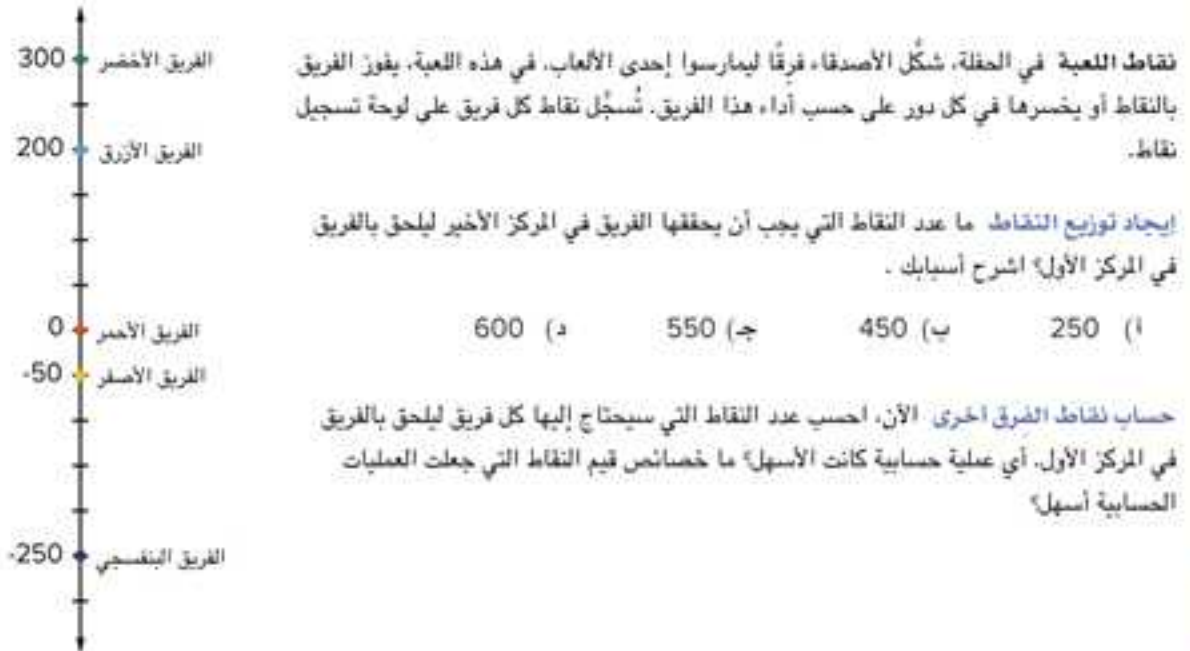 نقاط اللعبة في الحفلة، شكَّل الأصدقاء فرقًا ليمارسوا إحدى الألعاب. في هذه اللعبة، يفوز الفريق
بالنقاط أو يخسرها في كل دور على حسب أداء هذا الفريق. تُسجَّل نقاط كل فريق على لوحة تسجيل
نقاط.
إيجاد توزيع النقاط ما عدد النقاط التي يجب أن يحققها الفريق في المركز الأخير ليلحق بالفريق
في المركز الأول؟ اشرح أسبابك .
أ) 250 ب) 450 جـ) 550 د) 600
حساب نقاط الفرق أخرى الآن، احسب عدد النقاط التي سيحتاج إليها كل فريق ليلحق بالفريق
في المركز الأول. أي عملية حسابية كانت الأسهل؟ ما خصائص قيم النقاط التي جعلت العمليات
الحسابية أسهل؟
300 الفريق الأخضر
200 الفريق الأزرق
0 الفريق الأحمر
-50 الفريق الأصفر
-250 الفريق البنفسجي